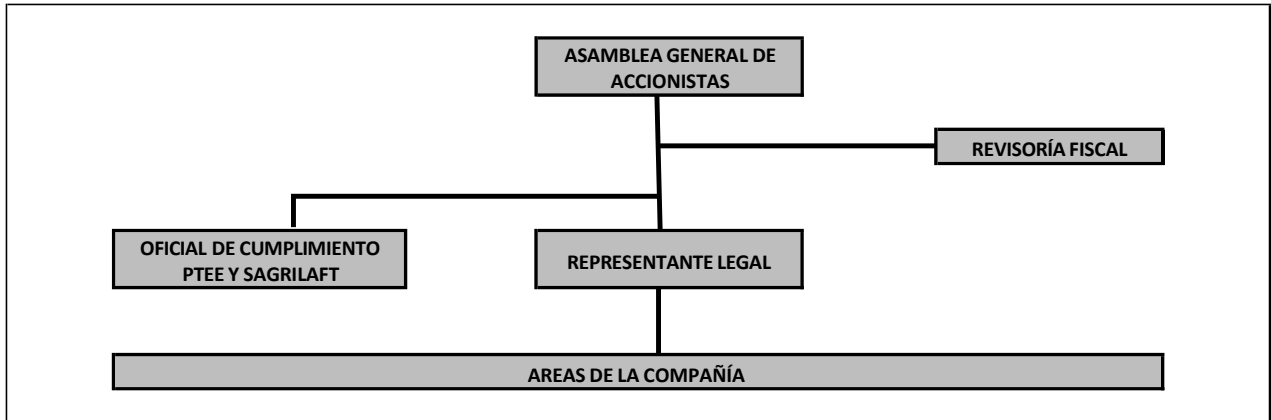 ASAMBLEA GENERAL DE
ACCIONISTAS
REVISORÍA FISCAL
OFICIAL DE CUMPLIMIENTO
PTEE Y SAGRILAFT
REPRESENTANTE LEGAL
AREAS DE LA COMPAÑÍA